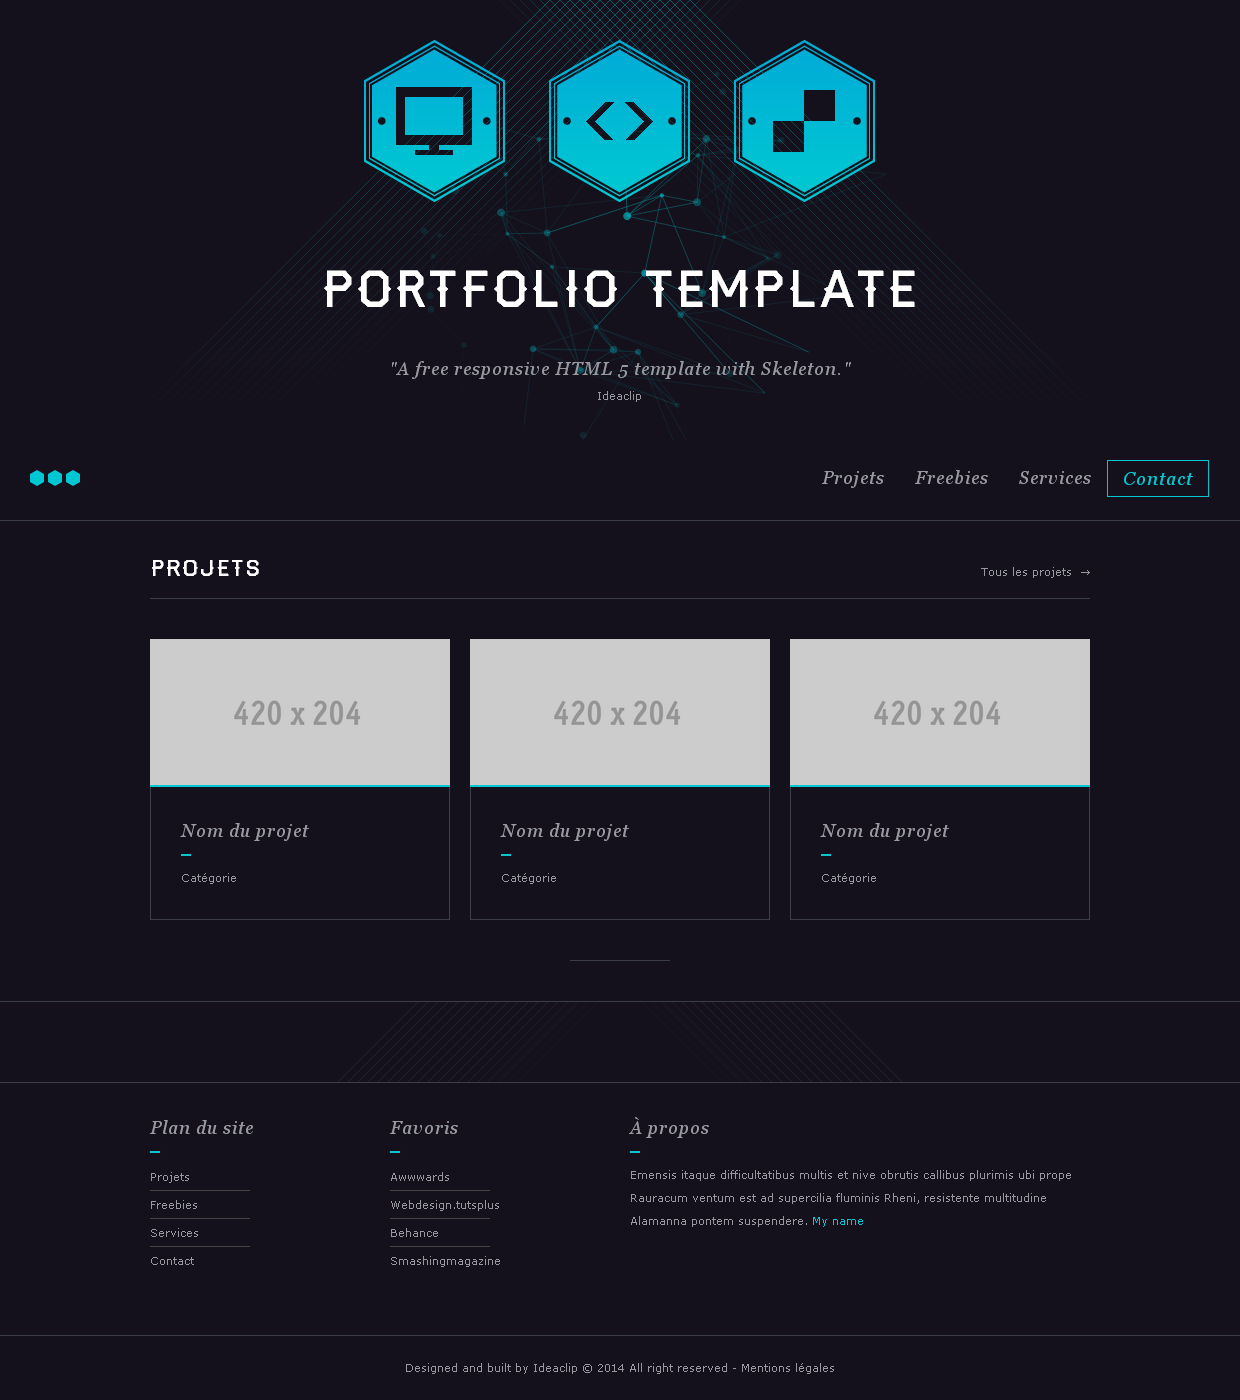 PORTFOLIO TEMPLATE
"A free responsive HTML 5 template with Skeleton."
Ideaclip
Projets Freebies Services Contact
PROJETS
Tous les projets →
420 x 204 420 x 204 420 x 204
Nom du projet Nom du projet Nom du projet
Catégorie Catégorie Catégorie
Plan du site
Projets
Freebies
Services
Contact
Favoris
Awwwards
Webdesign.tutsplus
Behance
Smashingmagazine
À propos
Emensis itaque difficultatibus multis et nive obrutis callibus plurimis ubi prope
Rauracum ventum est ad supercilia fluminis Rheni, resistente multitudine
Alamanna pontem suspendere. My name
Designed and built by Ideaclip © 2014 All right reserved - Mentions légales